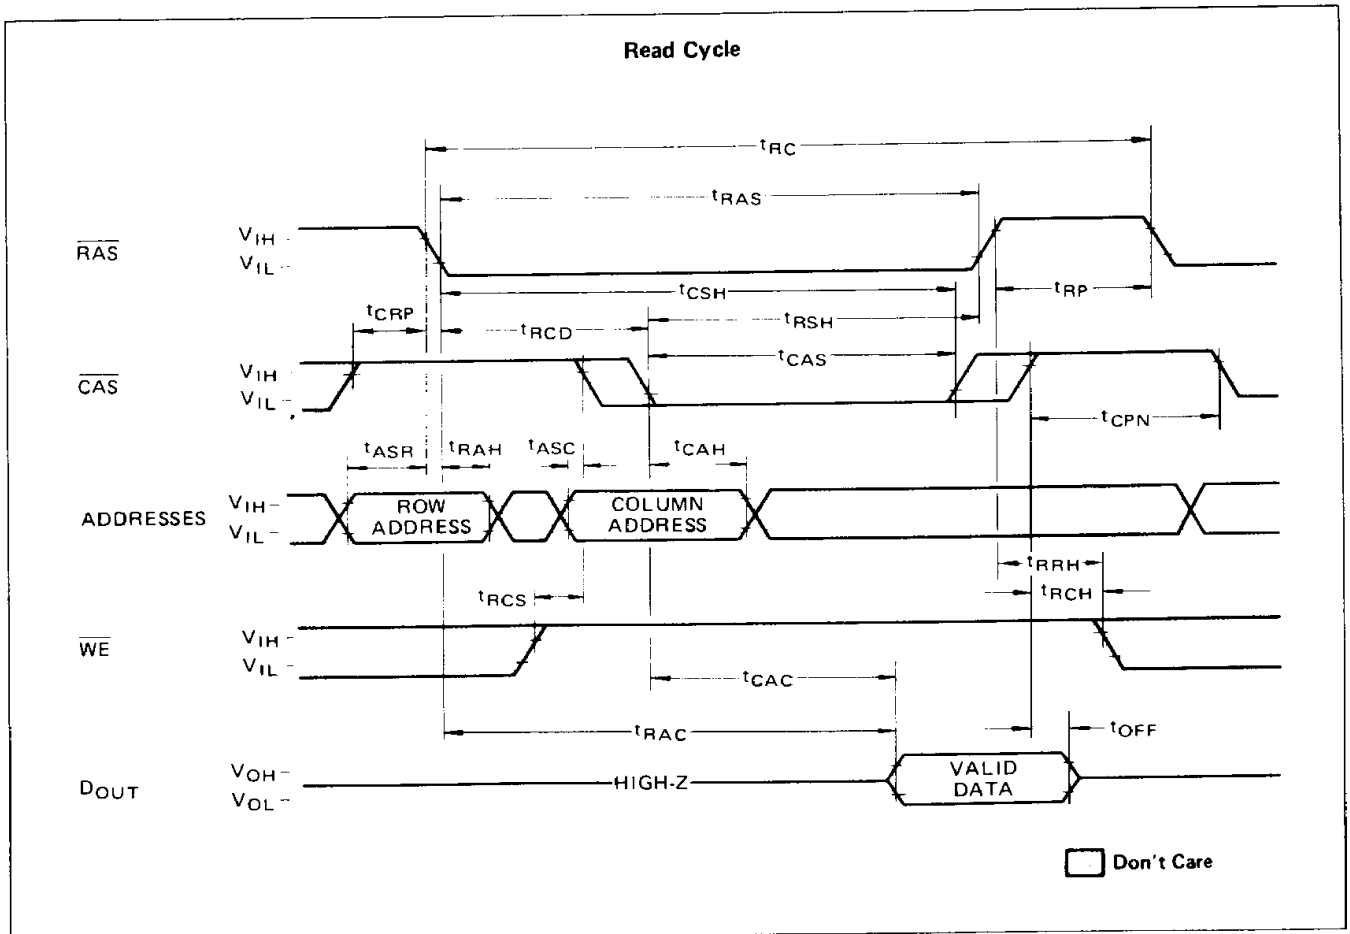 Read Cycle
tRC
tRAS
RAS
VIH
VIL
tCSH
tRP
tCRP
tRCD
tRSH
tCAS
CAS
VIH
VIL
tCPN
tASR
tRAH
tASC
tCAH
ADDRESSES
VIH
VIL
ROW
ADDRESS
COLUMN
ADDRESS
tRRH
tRCS
tRCH
WE
VIH
VIL
tCAC
tRAC
tOFF
DOUT
VOH
VOL
HIGH-Z
VALID
DATA
Don't Care